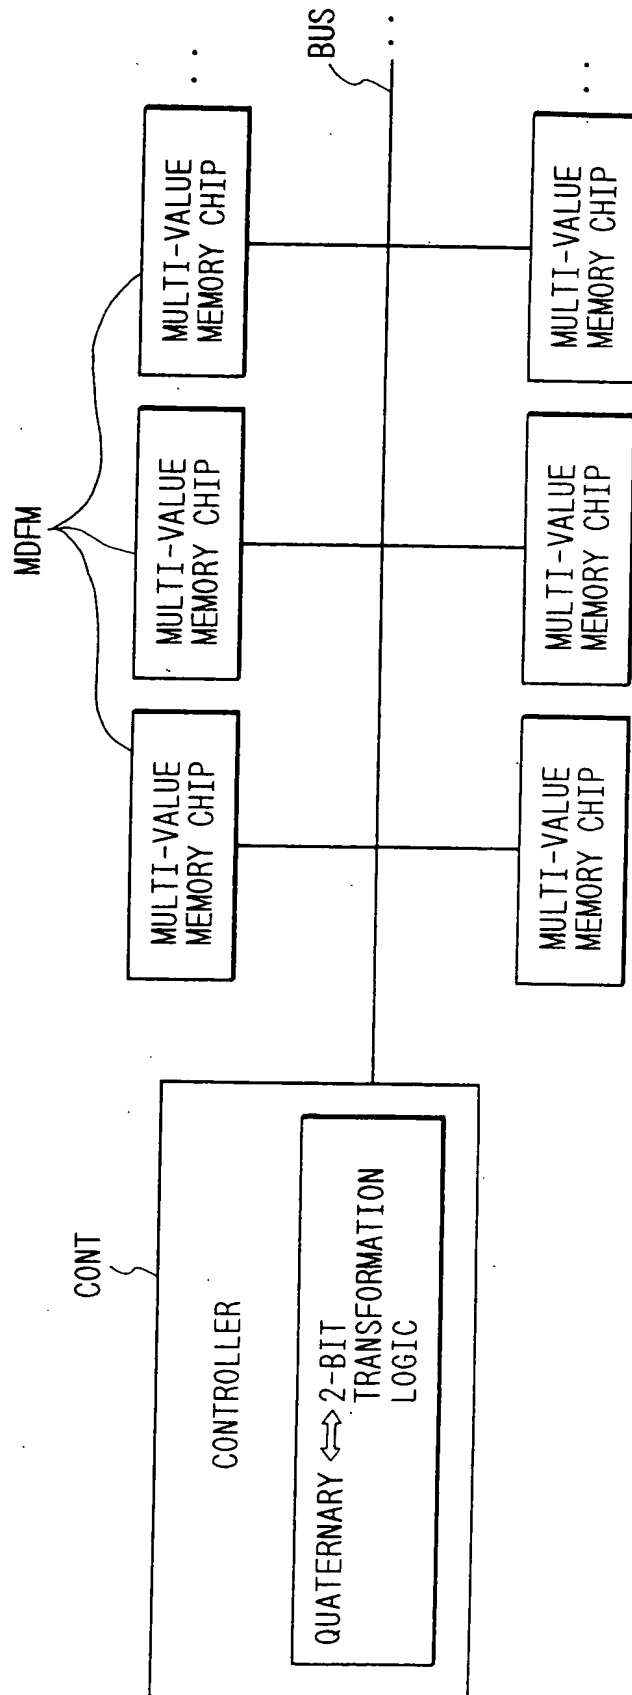 CONT
CONTROLLER
QUATERNARY ⇔ 2-BIT
TRANSFORMATION
LOGIC
MDFM
MULTI-VALUE
MEMORY CHIP
MULTI-VALUE
MEMORY CHIP
MULTI-VALUE
MEMORY CHIP
BUS
MULTI-VALUE
MEMORY CHIP
MULTI-VALUE
MEMORY CHIP
MULTI-VALUE
MEMORY CHIP